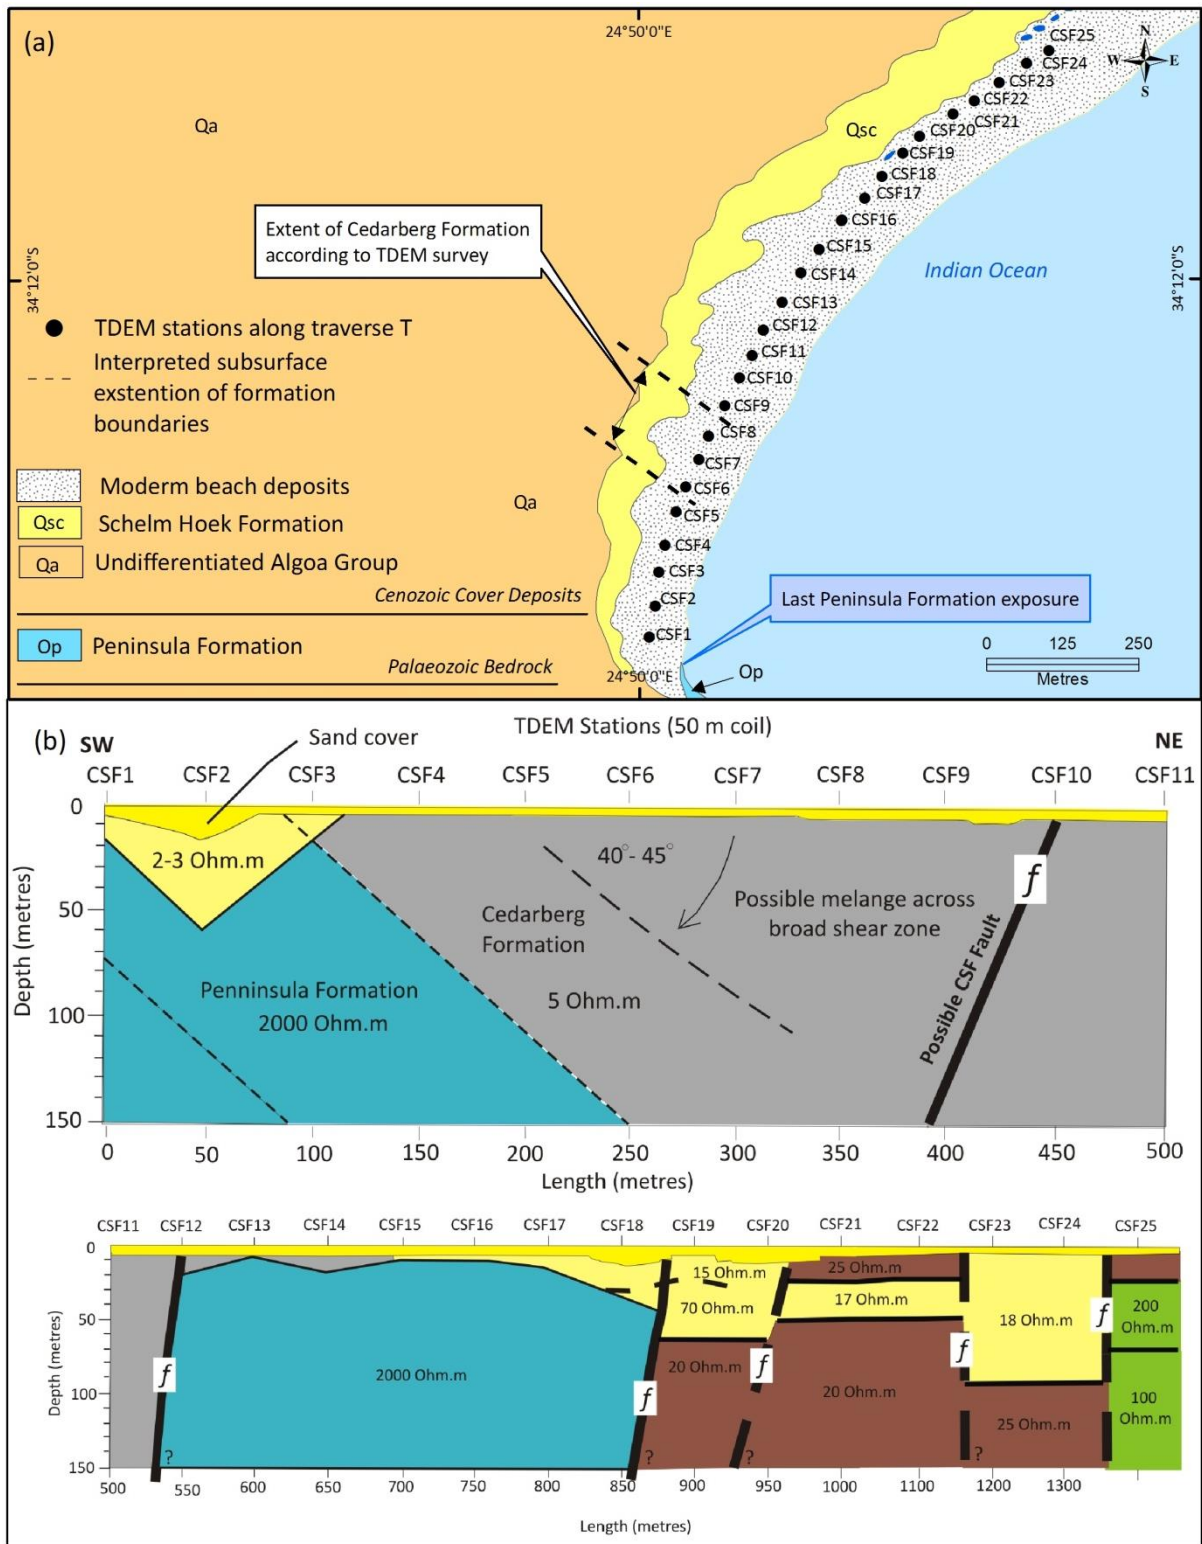 (a)
24°50'0"E
N
W E
S
CSF25
CSF24
CSF23
CSF22
CSF21
CSF20
CSF19
CSF18
CSF17
CSF16
CSF15
CSF14
CSF13
CSF12
CSF11
CSF10
CSF9
CSF8
CSF7
CSF6
CSF5
CSF4
CSF3
CSF2
CSF1
Qa
Qsc
Extent of Cedarberg Formation
according to TDEM survey
34°12'0"S
34°12'0"S
Indian Ocean
TDEM stations along traverse T
Interpreted subsurface
exstention of formation
boundaries
Moderm beach deposits
Qsc Schelm Hoek Formation
Qa Undifferentiated Algoa Group
Cenozoic Cover Deposits
Op Peninsula Formation
Palaeozoic Bedrock
Qa
Last Peninsula Formation exposure
0 125 250
Metres
Op
24°50'0"E
(b)
TDEM Stations (50 m coil)
SW
NE
Sand cover
CSF1 CSF2 CSF3 CSF4 CSF5 CSF6 CSF7 CSF8 CSF9 CSF10 CSF11
0
50
100
150
Depth (metres)
2-3 Ohm.m
40°- 45°
Cedarberg
Formation
Possible melange across
broad shear zone
f
Penninsula Formation
2000 Ohm.m
5 Ohm.m
Possible CSF Fault
0 50 100 150 200 250 300 350 400 450 500
Length (metres)
CSF11 CSF12 CSF13 CSF14 CSF15 CSF16 CSF17 CSF18 CSF19 CSF20 CSF21 CSF22 CSF23 CSF24 CSF25
0
50
100
150
Depth (metres)
15 Ohm.m
25 Ohm.m
70 Ohm.m
17 Ohm.m
18 Ohm.m
200
Ohm.m
f
2000 Ohm.m
f
20 Ohm.m
f
20 Ohm.m
f
25 Ohm.m
f
100
Ohm.m
? ? ? ?
500 550 600 650 700 750 800 850 900 950 1000 1100 1200 1300
Length (metres)